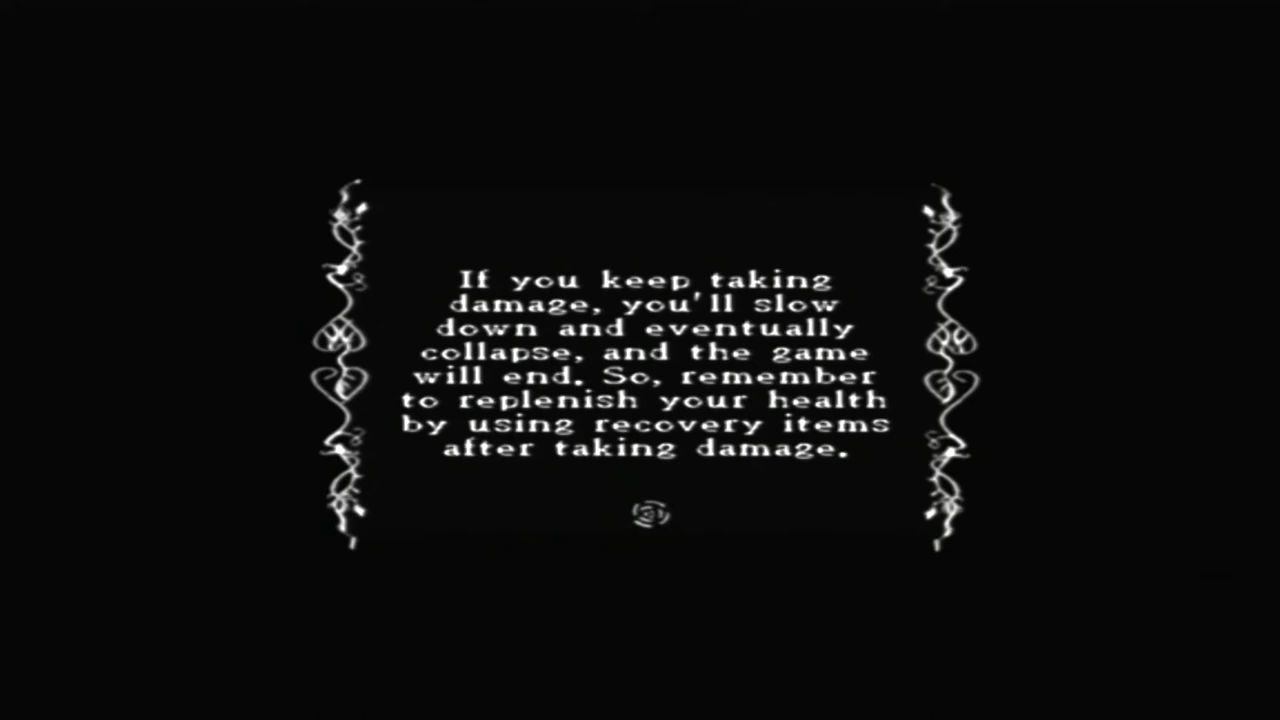 If you keep taking
damage, you'll slow
down and eventually
collapse, and the game
will end. So, remember
to replenish your health
by using recovery items
after taking damage.